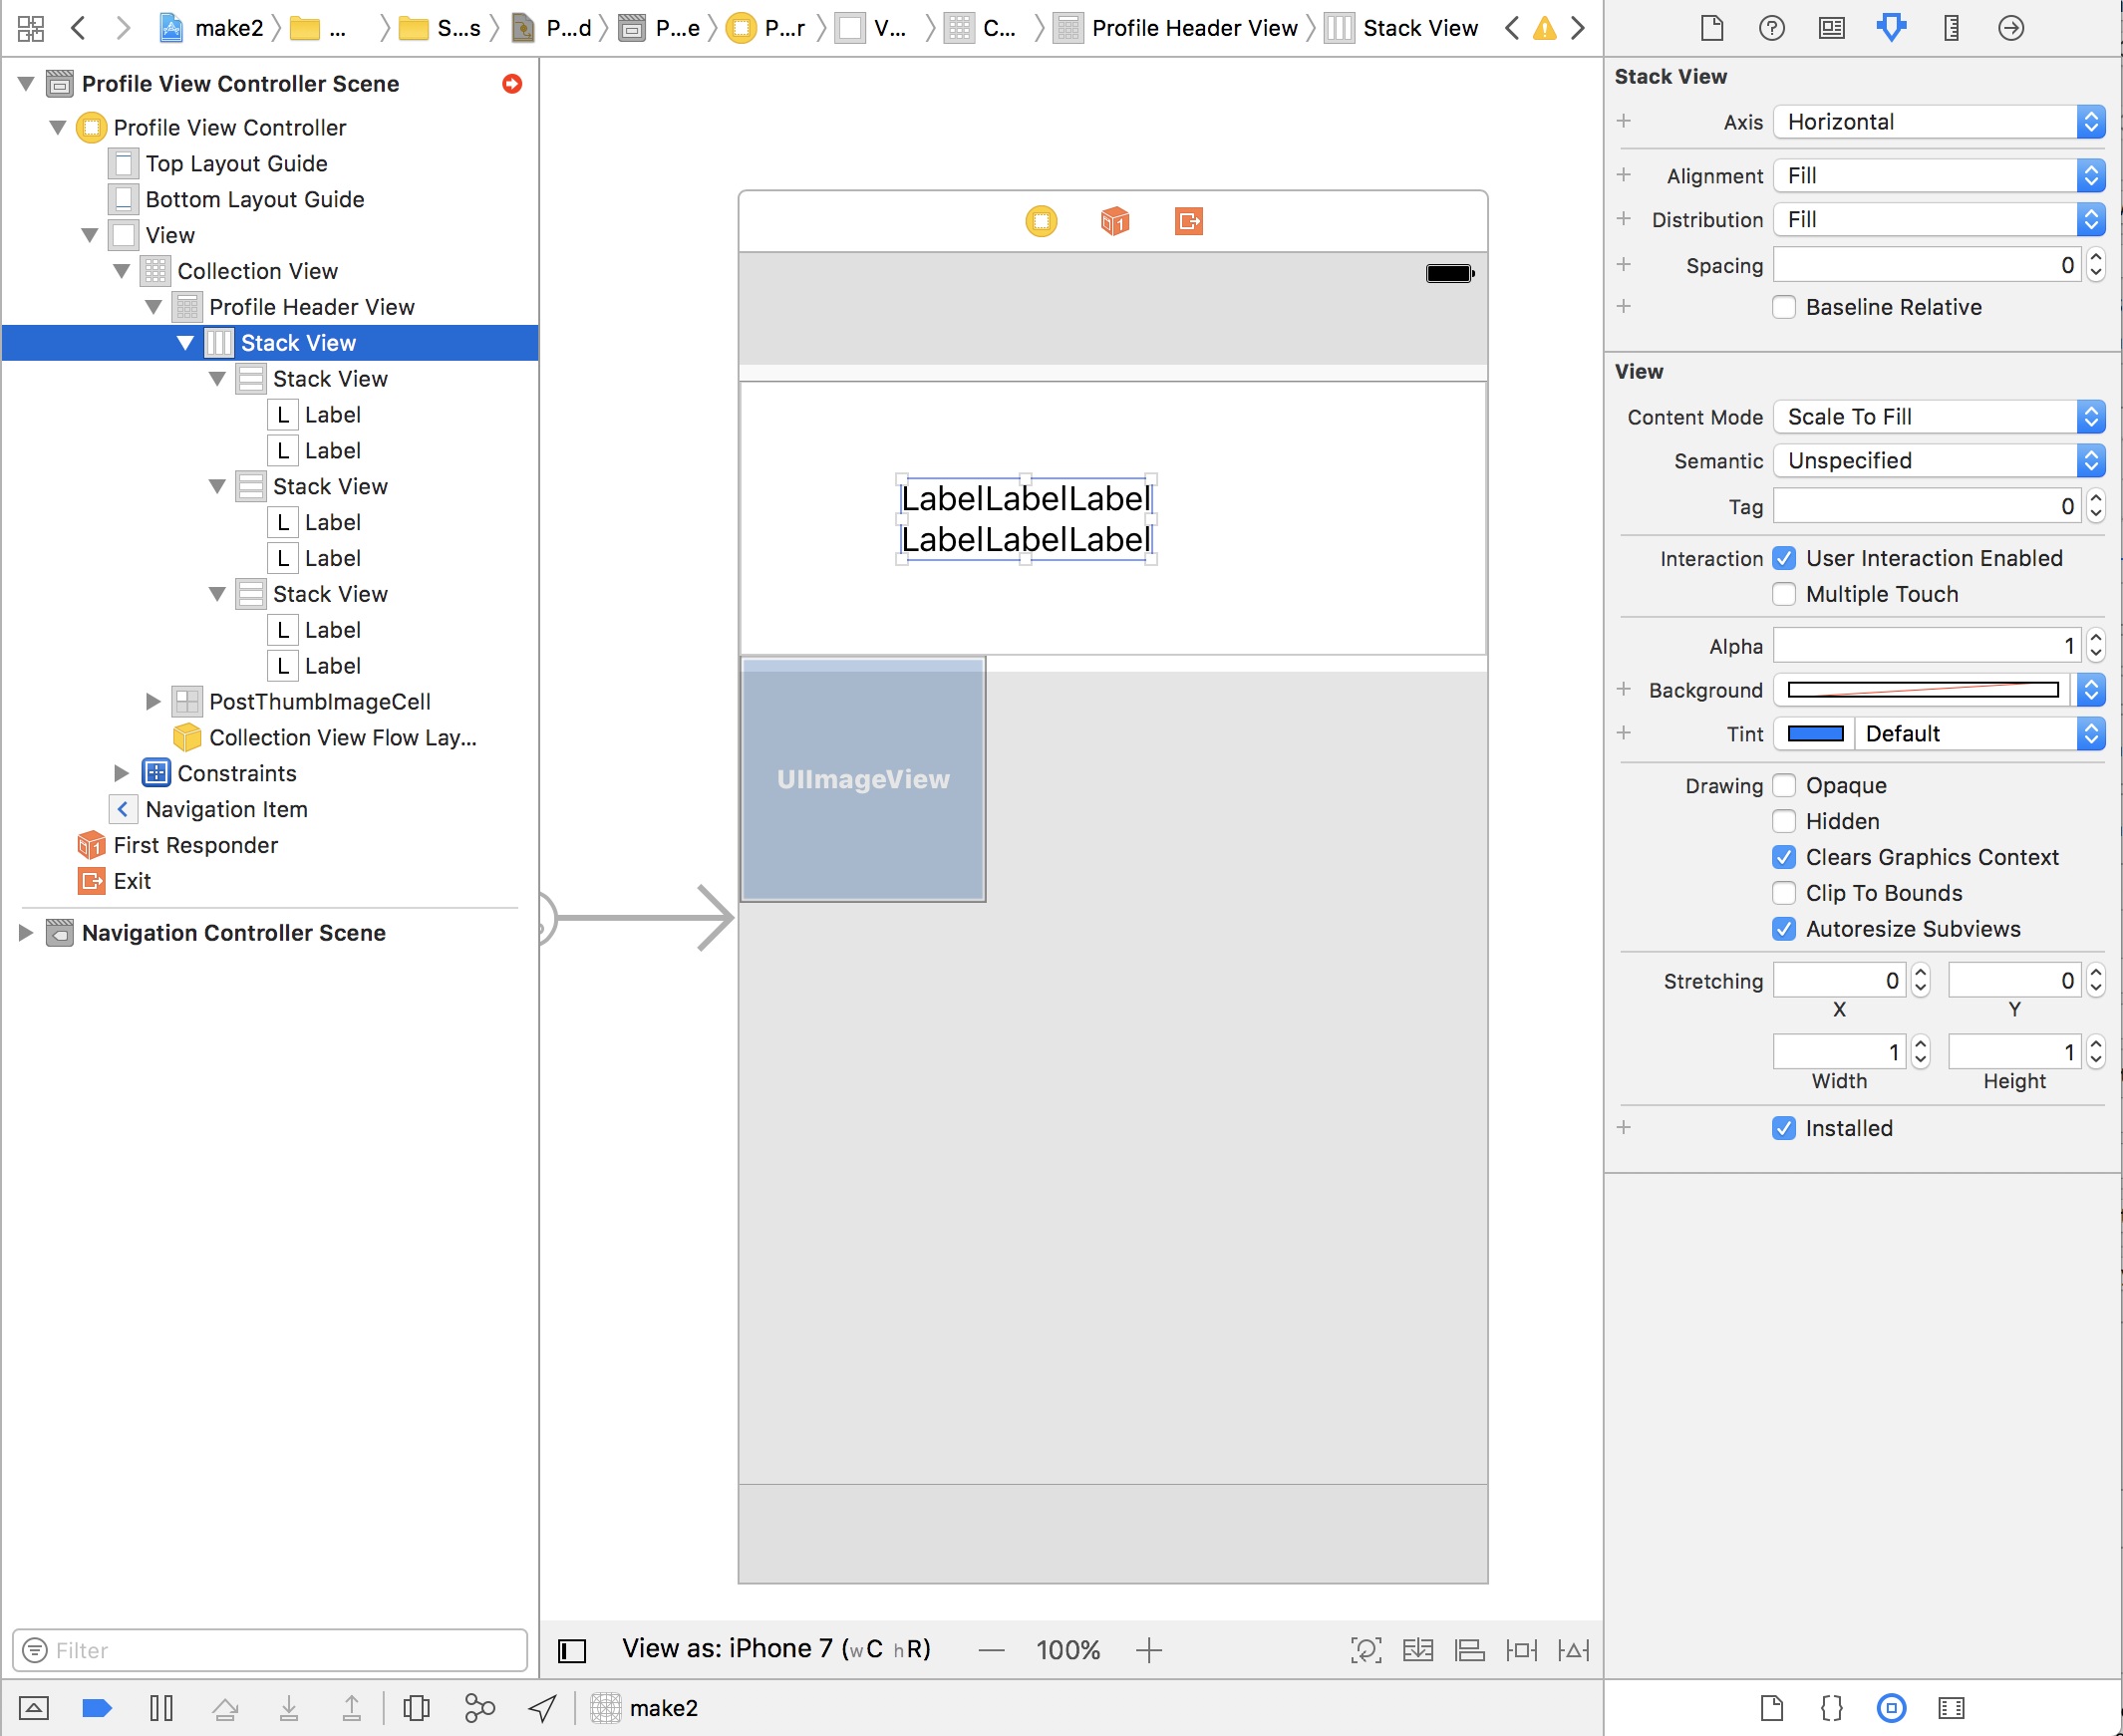 make2 ... S...s P...d P...e P...r V... C... Profile Header View Stack View
Profile View Controller Scene
Profile View Controller
Top Layout Guide
Bottom Layout Guide
View
Collection View
Profile Header View
Stack View
Stack View
L Label
L Label
Stack View
L Label
L Label
Stack View
L Label
L Label
PostThumbImageCell
Collection View Flow Lay...
Constraints
Navigation Item
First Responder
Exit
Navigation Controller Scene
Filter
LabelLabelLabel
LabelLabelLabel
UIImageView
View as: iPhone 7 (wC hR)
100%
make2
Stack View
Axis Horizontal
Alignment Fill
Distribution Fill
Spacing 0
Baseline Relative
View
Content Mode Scale To Fill
Semantic Unspecified
Tag 0
Interaction User Interaction Enabled
Multiple Touch
Alpha 1
Background
Tint Default
Drawing Opaque
Hidden
Clears Graphics Context
Clip To Bounds
Autoresize Subviews
Stretching 0 0
X Y
1 1
Width Height
Installed